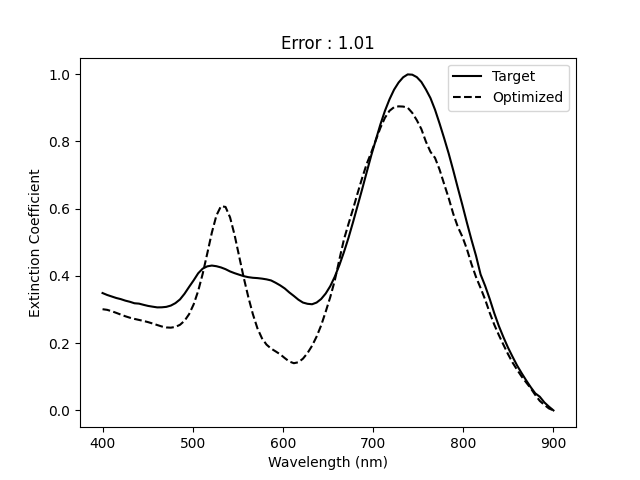 Error : 1.01
Target
Optimized
Extinction Coefficient
1.0
0.8
0.6
0.4
0.2
0.0
400 500 600 700 800 900
Wavelength (nm)